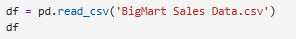 df = pd.read_csv('BigMart Sales Data.csv')
df